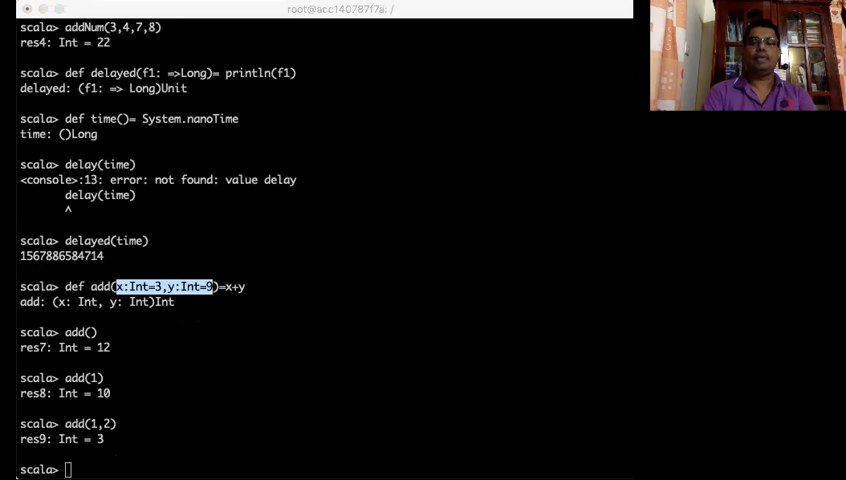 root@acc140787f7a: /
scala> addNum(3,4,7,8)
res4: Int = 22
scala> def delayed(f1: =>Long)= println(f1)
delayed: (f1: => Long)Unit
scala> def time()= System.nanoTime
time: ()Long
scala> delay(time)
<console>:13: error: not found: value delay
delay(time)
^
scala> delayed(time)
1567886584714
scala> def add(x:Int=3,y:Int=9)=x+y
add: (x: Int, y: Int)Int
scala> add()
res7: Int = 12
scala> add(1)
res8: Int = 10
scala> add(1,2)
res9: Int = 3
scala>